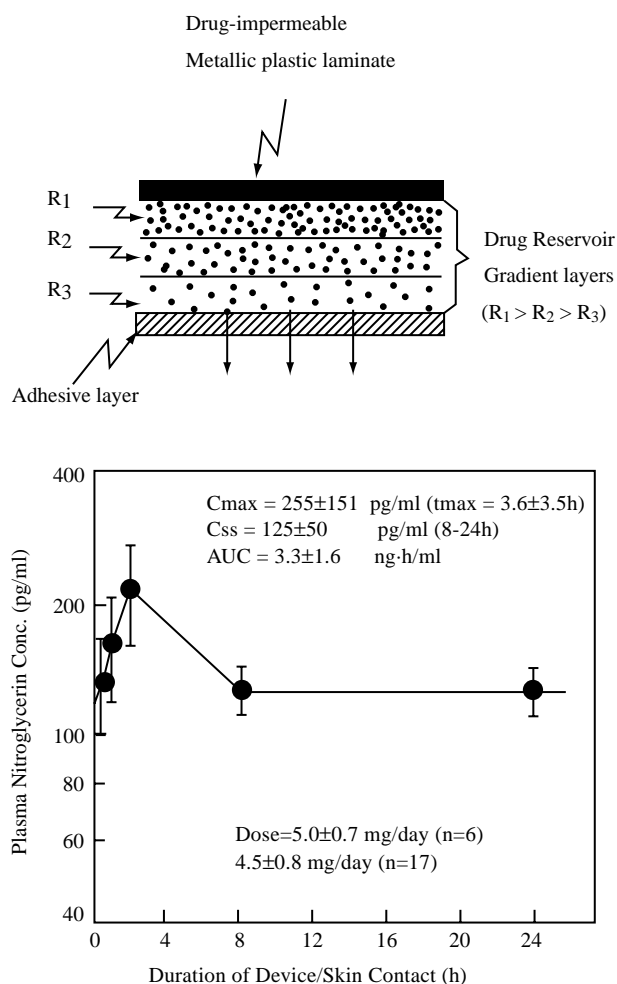 Drug-impermeable
Metallic plastic laminate
R1
R2
R3
Drug Reservoir
Gradient layers
(R1 > R2 > R3)
Adhesive layer
400
200
100
80
60
40
Plasma Nitroglycerin Conc. (pg/ml)
Cmax = 255±151 pg/ml (tmax = 3.6±3.5h)
Css = 125±50 pg/ml (8-24h)
AUC = 3.3±1.6 ng·h/ml
Dose=5.0±0.7 mg/day (n=6)
4.5±0.8 mg/day (n=17)
0 4 8 12 16 20 24
Duration of Device/Skin Contact (h)